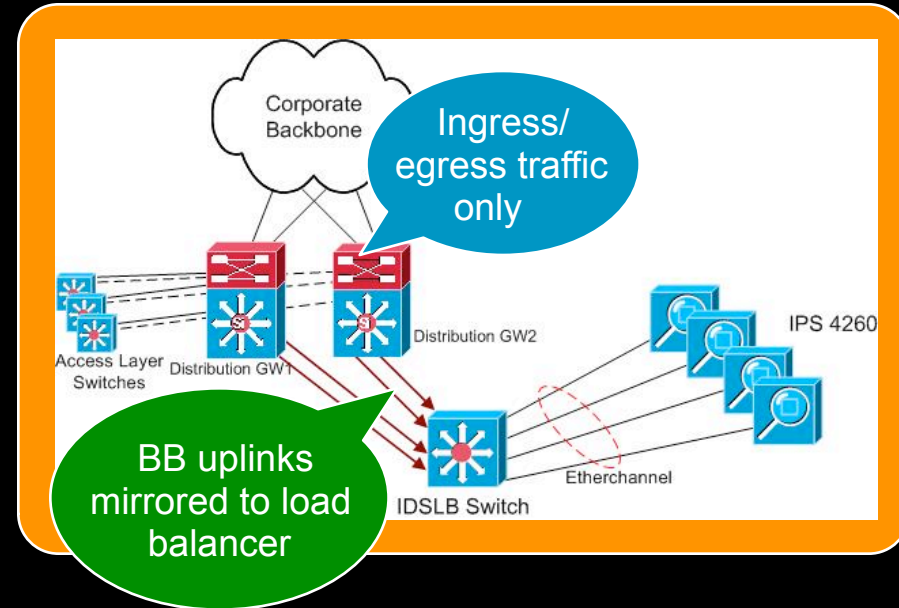 Corporate
Backbone
Ingress/
egress traffic
only
IPS 4260
Distribution GW2
Access Layer
Switches
Distribution GW1
BB uplinks
mirrored to load
balancer
Etherchannel
IDSLB Switch